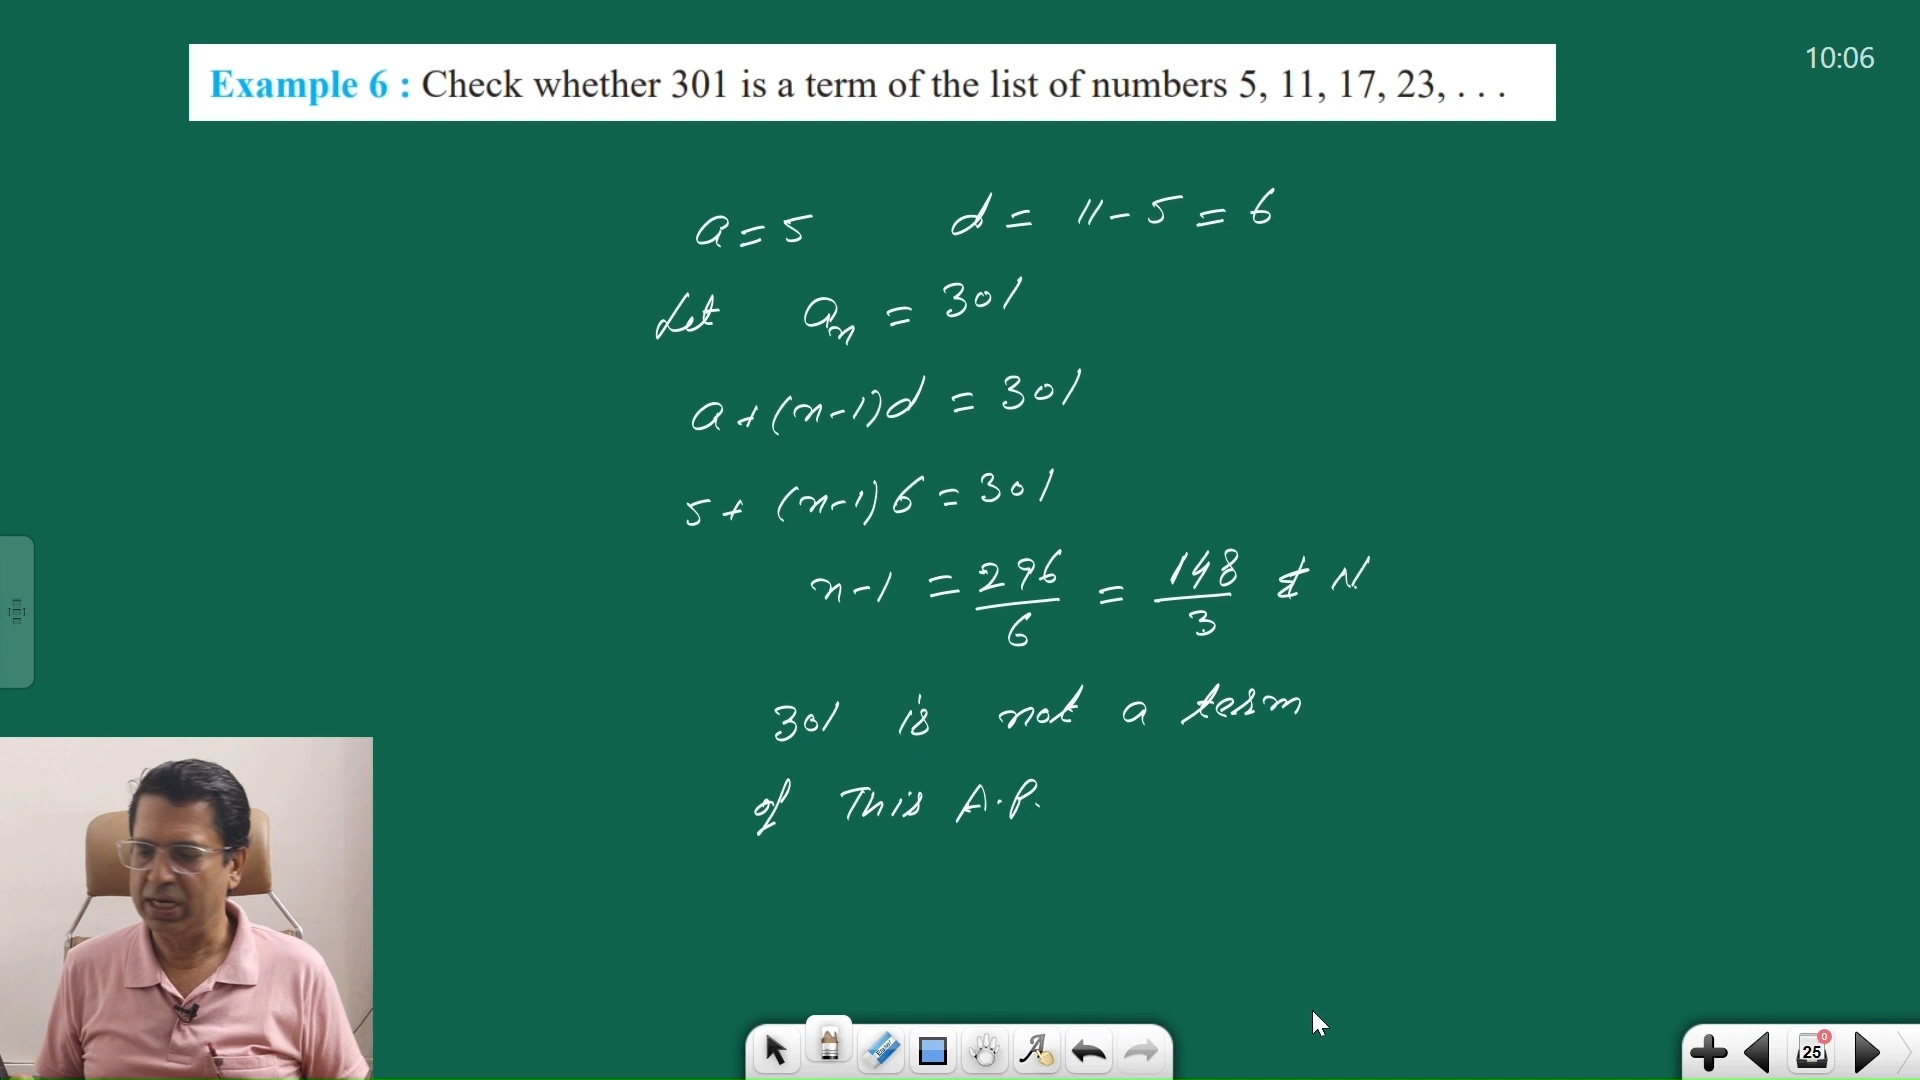 10:06
Example 6 : Check whether 301 is a term of the list of numbers 5, 11, 17, 23, . . .
a = 5 d = 11 - 5 = 6
Let aₙ = 301
a + (n-1)d = 301
5 + (n-1) 6 = 301
n-1 = 296/6 = 148/3 ∉ N
301 is not a term
of This A.P.
Eraser
A
0
25